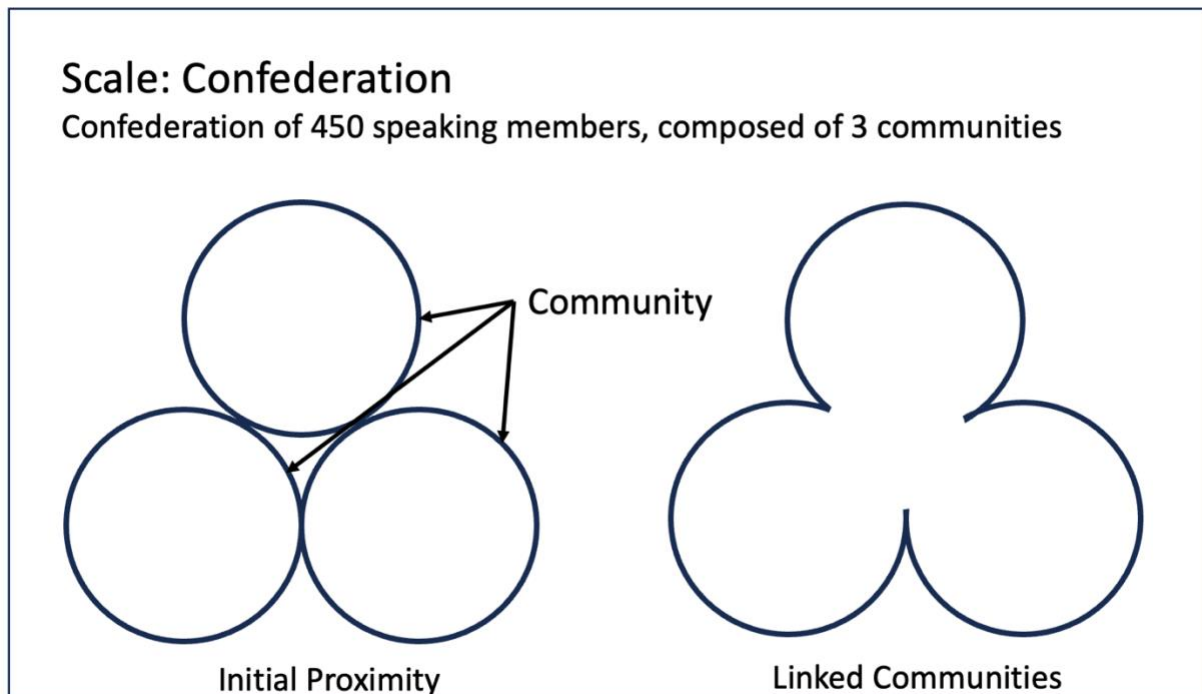 Scale: Confederation
Confederation of 450 speaking members, composed of 3 communities
Community
Initial Proximity
Linked Communities